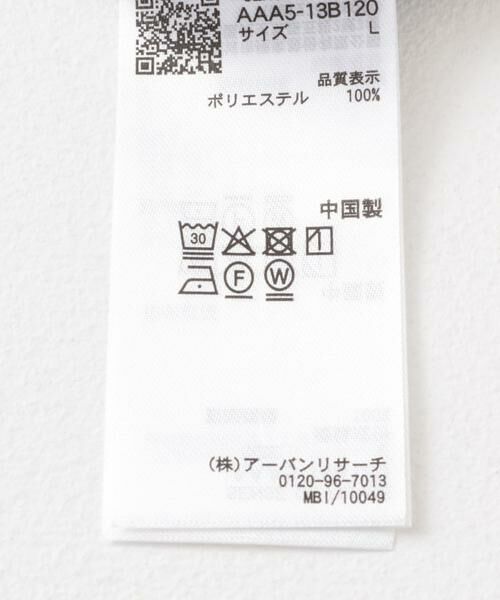 AAA5-13B120
サイズ L
品質表示
ポリエステル 100%
中国製
30
F W
(株)アーバンリサーチ
0120-96-7013
MBI/10049